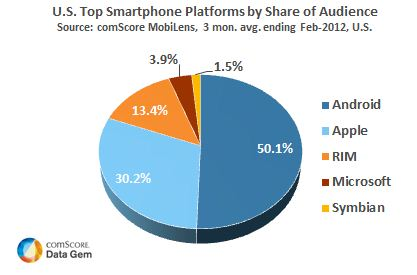 U.S. Top Smartphone Platforms by Share of Audience
Source: comScore MobiLens, 3 mon. avg. ending Feb-2012, U.S.
3.9%
1.5%
13.4%
50.1%
30.2%
Android
Apple
RIM
Microsoft
Symbian
comSCORE
Data Gem